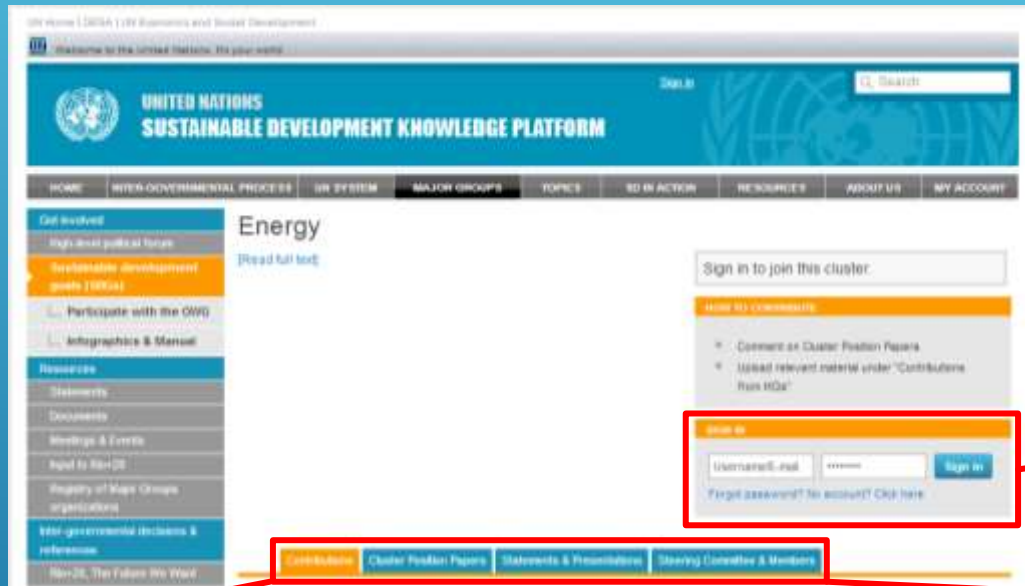 UN Home | DESA | UN Economic and Social Development
Welcome to the United Nations. It's your world
UNITED NATIONS
SUSTAINABLE DEVELOPMENT KNOWLEDGE PLATFORM
Sign in
Search
HOME INTER-GOVERNMENTAL PROCESS UN SYSTEM MAJOR GROUPS TOPICS SD IN ACTION RESOURCES ABOUT US MY ACCOUNT
Get involved
High-level political forum
Sustainable development
goals (SDGs)
Participate with the OWG
Infographics & Manual
Resources
Statements
Documents
Meetings & Events
Input to Rio+20
Registry of Major Groups
organizations
Inter-governmental decisions &
references
Rio+20, The Future We Want
Energy
[Read full text]
Sign in to join this cluster.
HOW TO CONTRIBUTE
Comment on Cluster Position Papers
Upload relevant material under "Contributions
from MGs"
SIGN IN
Username/E-mail •••••••• Sign in
Forgot password? No account? Click here.
Contributions Cluster Position Papers Statements & Presentations Steering Committee & Members